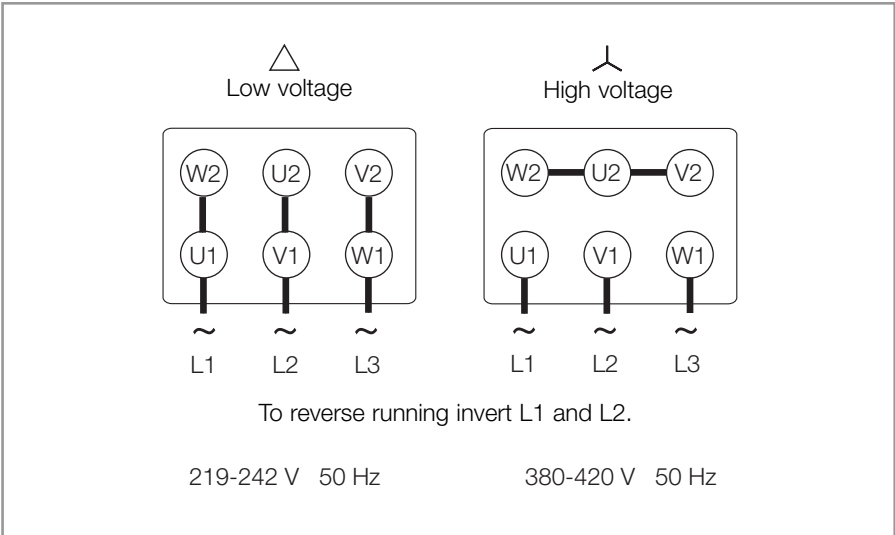 Low voltage
High voltage
W2 U2 V2
W2 U2 V2
U1 V1 W1
U1 V1 W1
~ ~ ~
~ ~ ~
L1 L2 L3
L1 L2 L3
To reverse running invert L1 and L2.
219-242 V 50 Hz
380-420 V 50 Hz